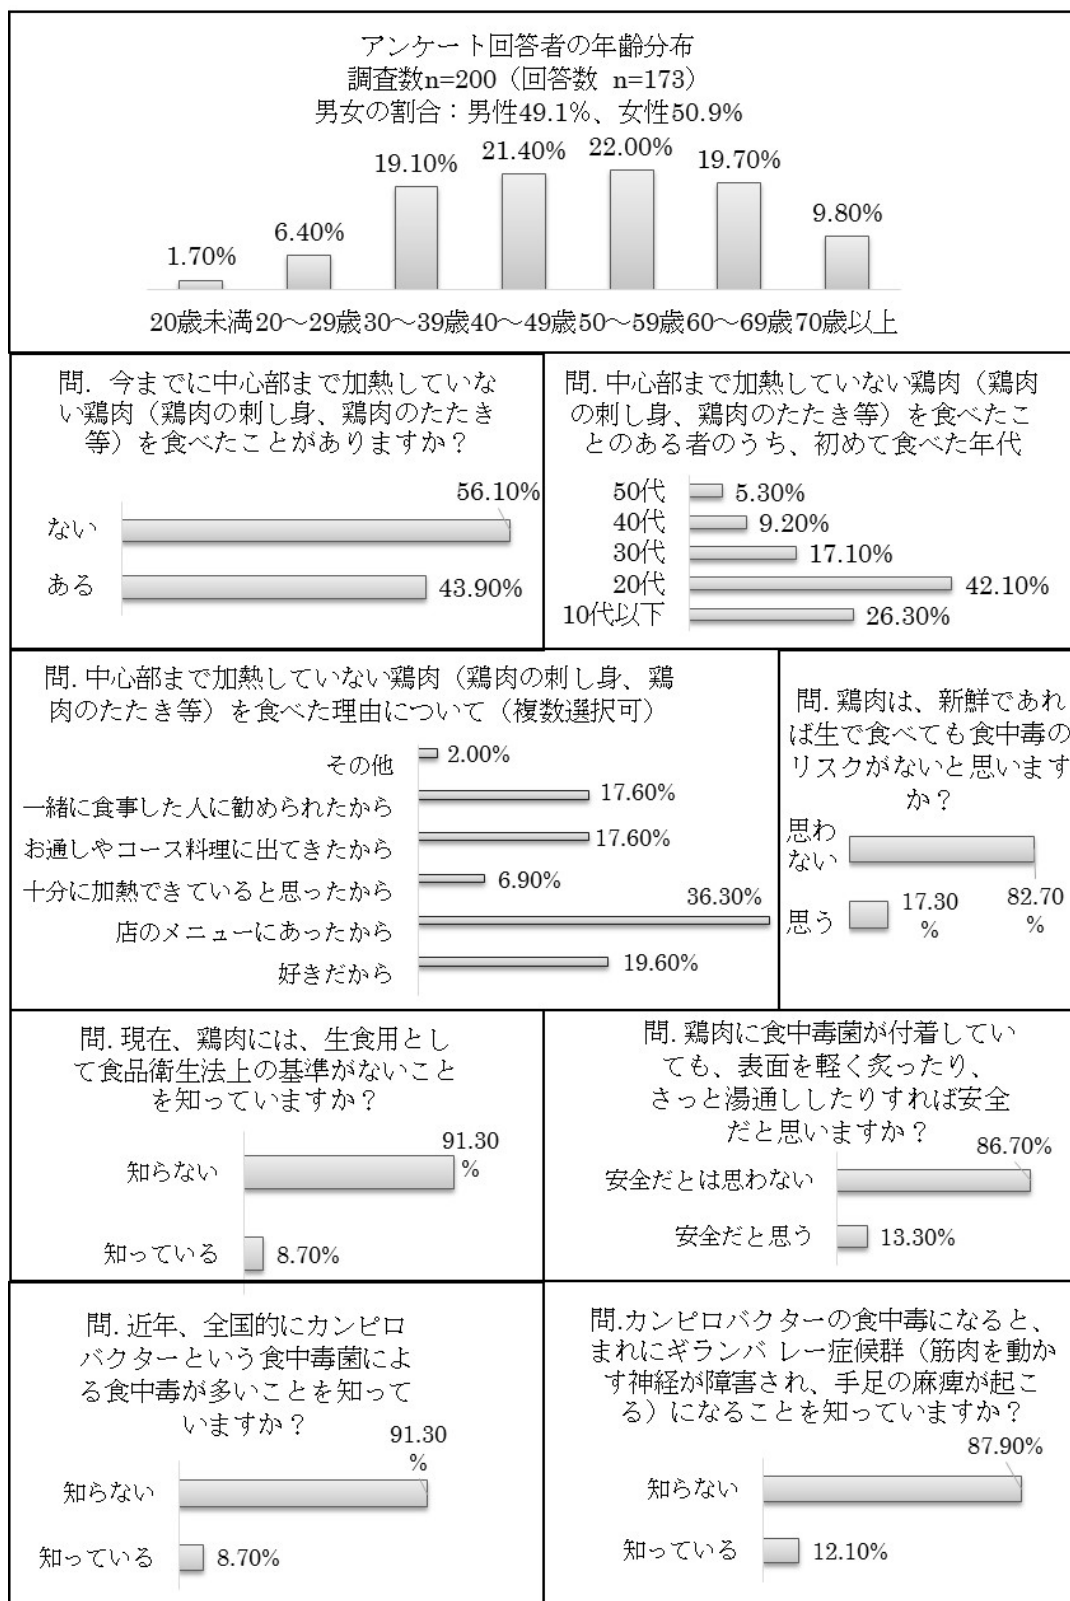 アンケート回答者の年齢分布
調査数n=200（回答数 n=173）
男女の割合：男性49.1%、女性50.9%
1.70%
6.40%
19.10%
21.40%
22.00%
19.70%
9.80%
20歳未満 20～29歳 30～39歳 40～49歳 50～59歳 60～69歳 70歳以上
問. 今までに中心部まで加熱していな
い鶏肉（鶏肉の刺し身、鶏肉のたたき
等）を食べたことがありますか？
56.10%
ない
ある
43.90%
問. 中心部まで加熱していない鶏肉（鶏肉
の刺し身、鶏肉のたたき等）を食べたこ
とのある者のうち、初めて食べた年代
50代 5.30%
40代 9.20%
30代 17.10%
20代 42.10%
10代以下 26.30%
問. 中心部まで加熱していない鶏肉（鶏肉の刺し身、鶏
肉のたたき等）を食べた理由について（複数選択可）
その他 2.00%
一緒に食事した人に勧められたから 17.60%
お通しやコース料理に出てきたから 17.60%
十分に加熱できていると思ったから 6.90%
36.30%
店のメニューにあったから
好きだから 19.60%
問. 鶏肉は、新鮮であれ
ば生で食べても食中毒の
リスクがないと思います
か？
思わ
ない
82.70
%
思う
17.30
%
問. 現在、鶏肉には、生食用とし
て食品衛生法上の基準がないこと
を知っていますか？
91.30
%
知らない
知っている 8.70%
問. 鶏肉に食中毒菌が付着してい
ても、表面を軽く炙ったり、
さっと湯通ししたりすれば安全
だと思いますか？
86.70%
安全だとは思わない
安全だと思う 13.30%
問. 近年、全国的にカンピロ
バクターという食中毒菌によ
る食中毒が多いことを知って
いますか？
91.30
%
知らない
知っている 8.70%
問.カンピロバクターの食中毒になると、
まれにギランバ レー症候群（筋肉を動か
す神経が障害され、手足の麻痺が起こ
る）になることを知っていますか？
87.90%
知らない
知っている 12.10%